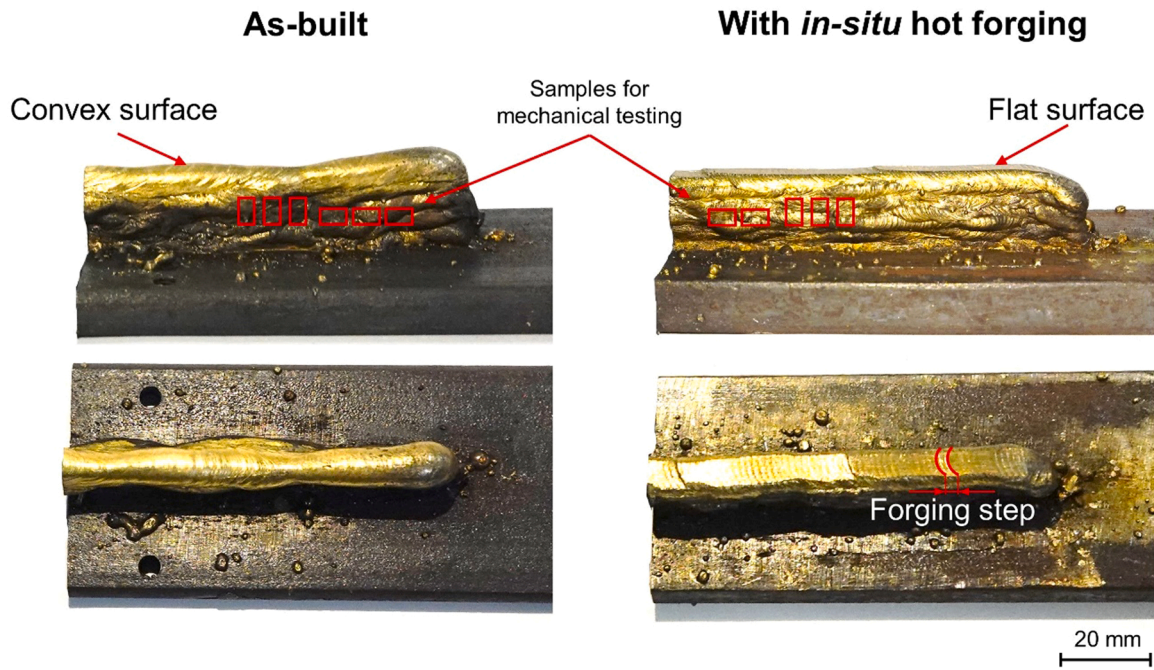 As-built
With in-situ hot forging
Convex surface
Samples for
mechanical testing
Flat surface
Forging step
20 mm